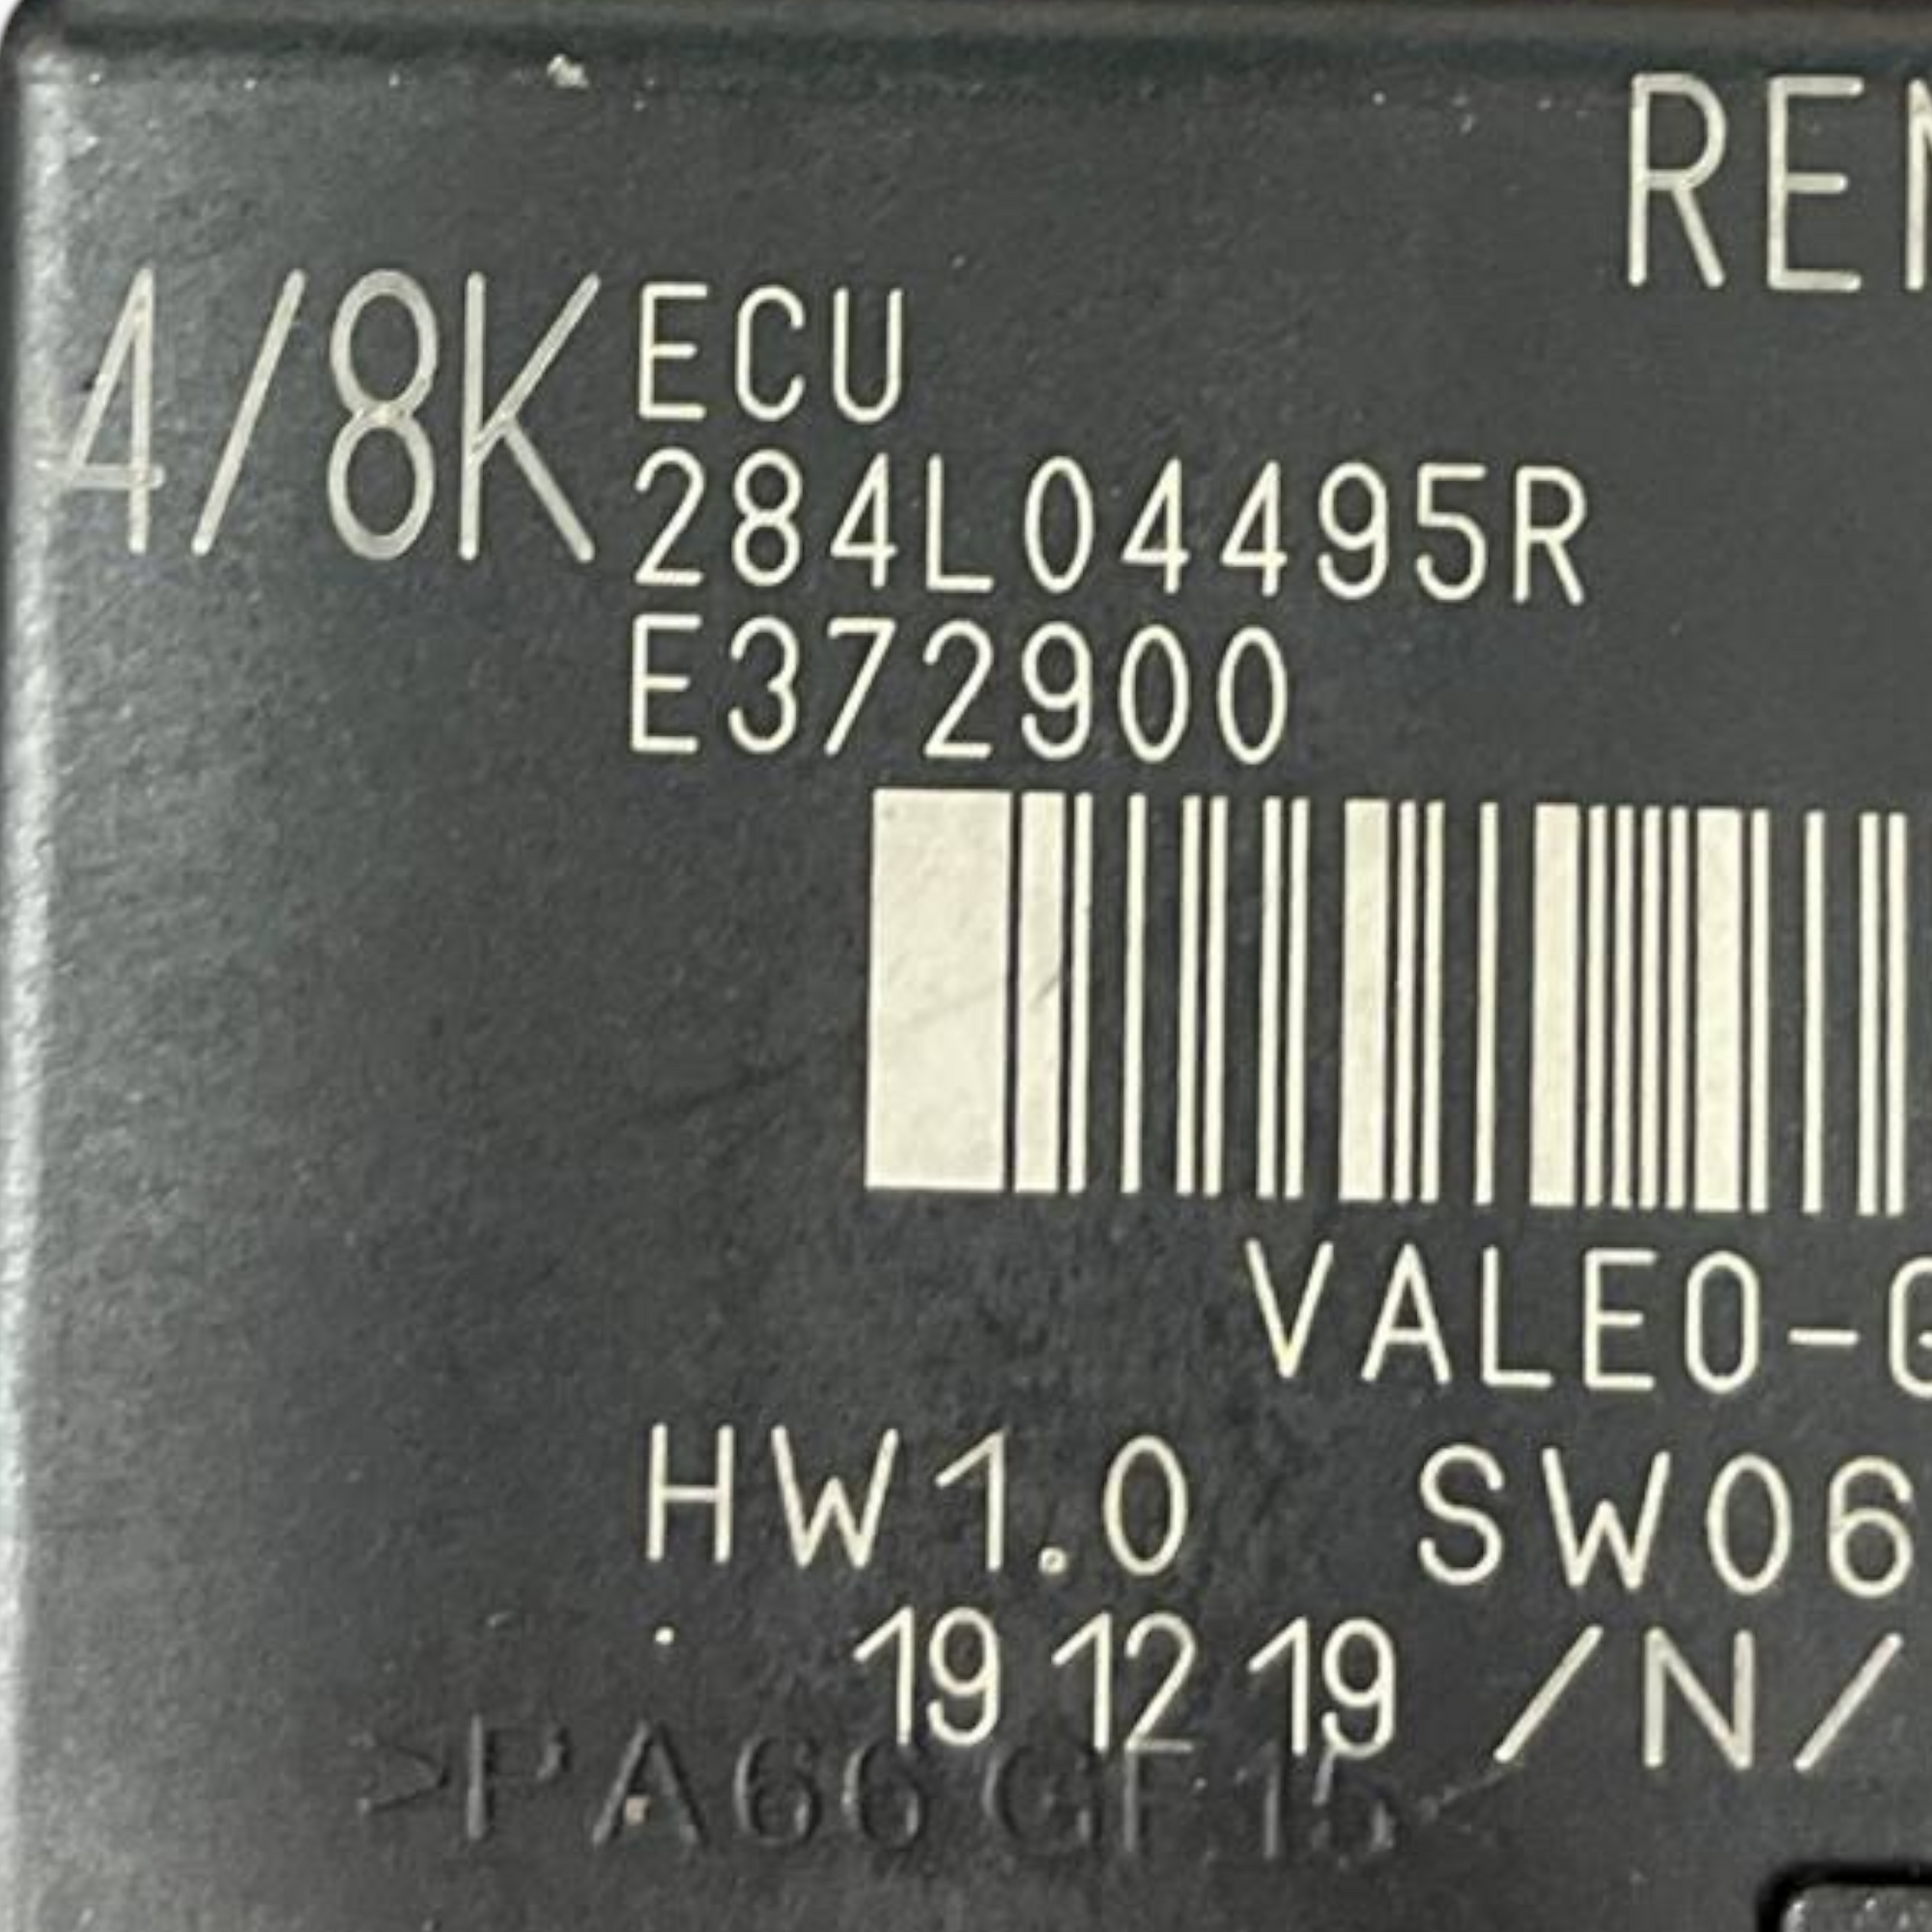 REN
4/8K
ECU
284L04495R
E372900
VALEO-G
HW1.0 SW06
. 19 12 19 /N/
>PA66 GF15<